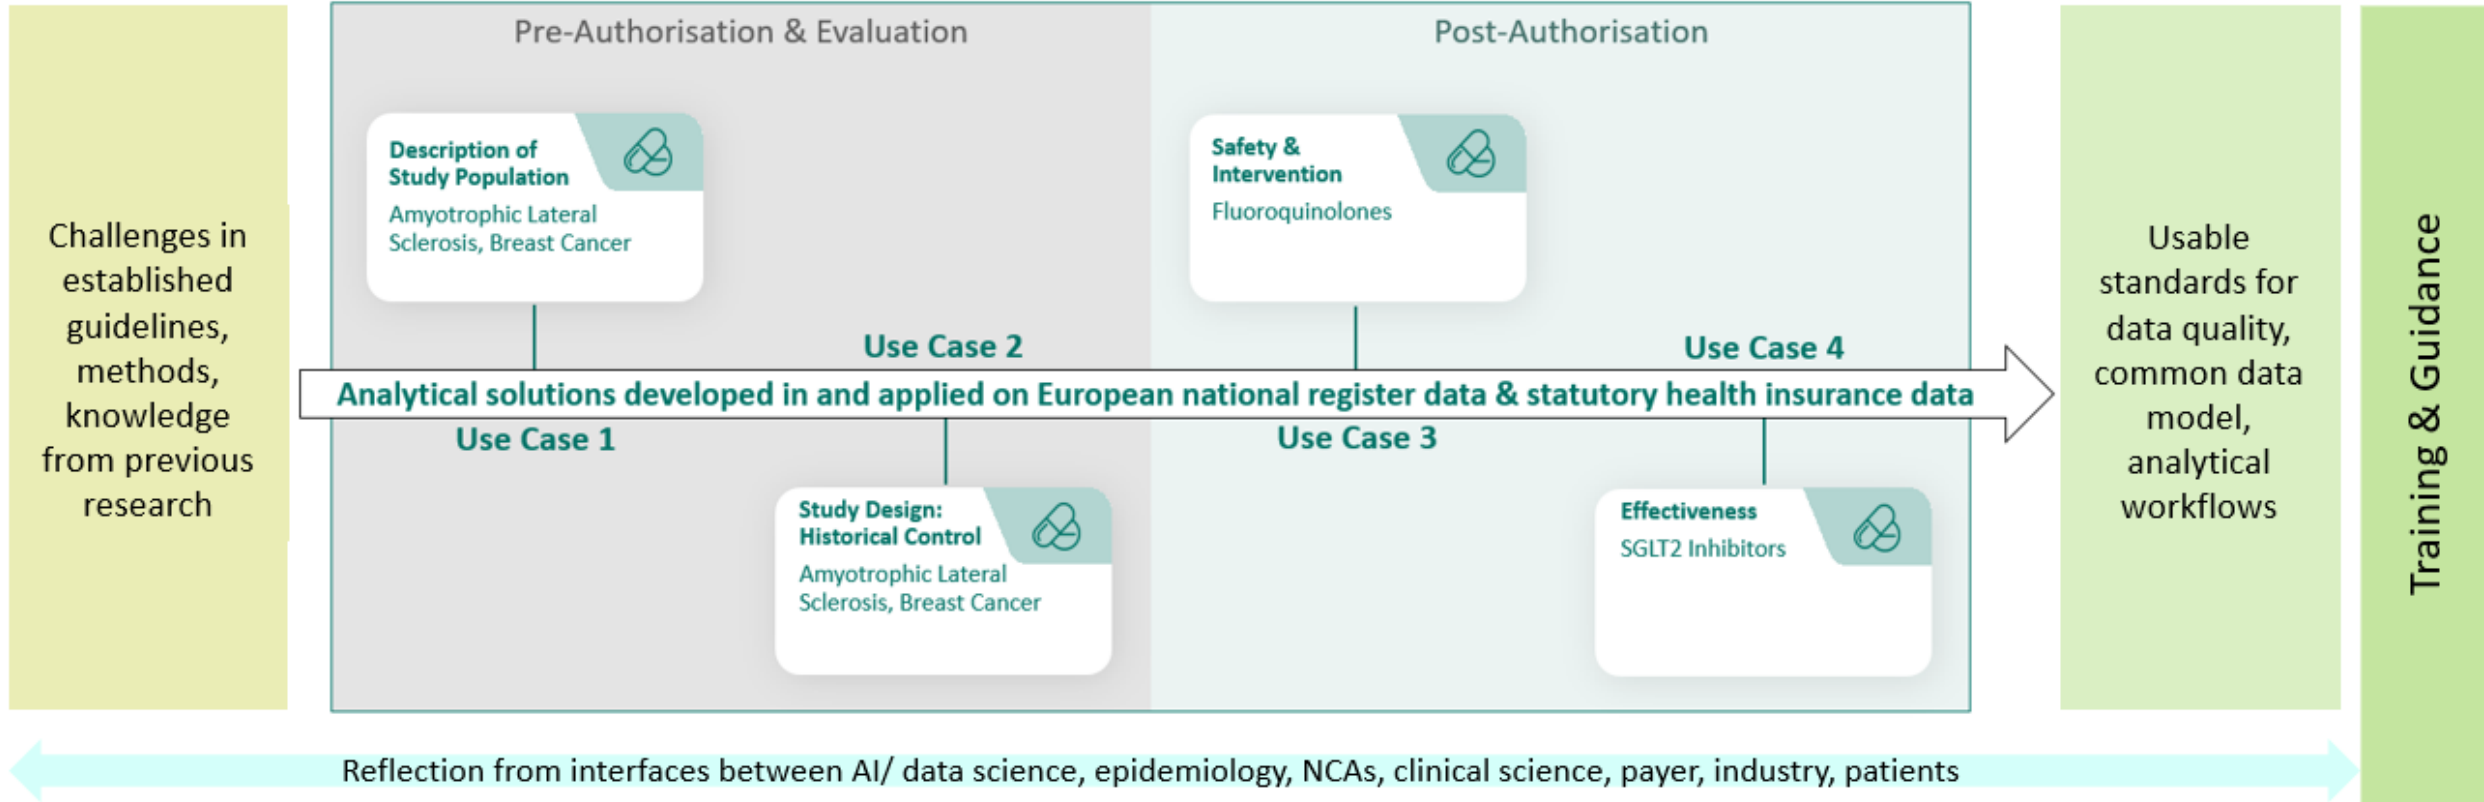 Pre-Authorisation & Evaluation
Post-Authorisation
Challenges in
established
guidelines,
methods,
knowledge
from previous
research
Description of
Study Population
Amyotrophic Lateral
Sclerosis, Breast Cancer
Safety &
Intervention
Fluoroquinolones
Use Case 2
Use Case 4
Analytical solutions developed in and applied on European national register data & statutory health insurance data
Use Case 1
Use Case 3
Study Design:
Historical Control
Amyotrophic Lateral
Sclerosis, Breast Cancer
Effectiveness
SGLT2 Inhibitors
Usable
standards for
data quality,
common data
model,
analytical
workflows
Training & Guidance
Reflection from interfaces between AI/ data science, epidemiology, NCAs, clinical science, payer, industry, patients